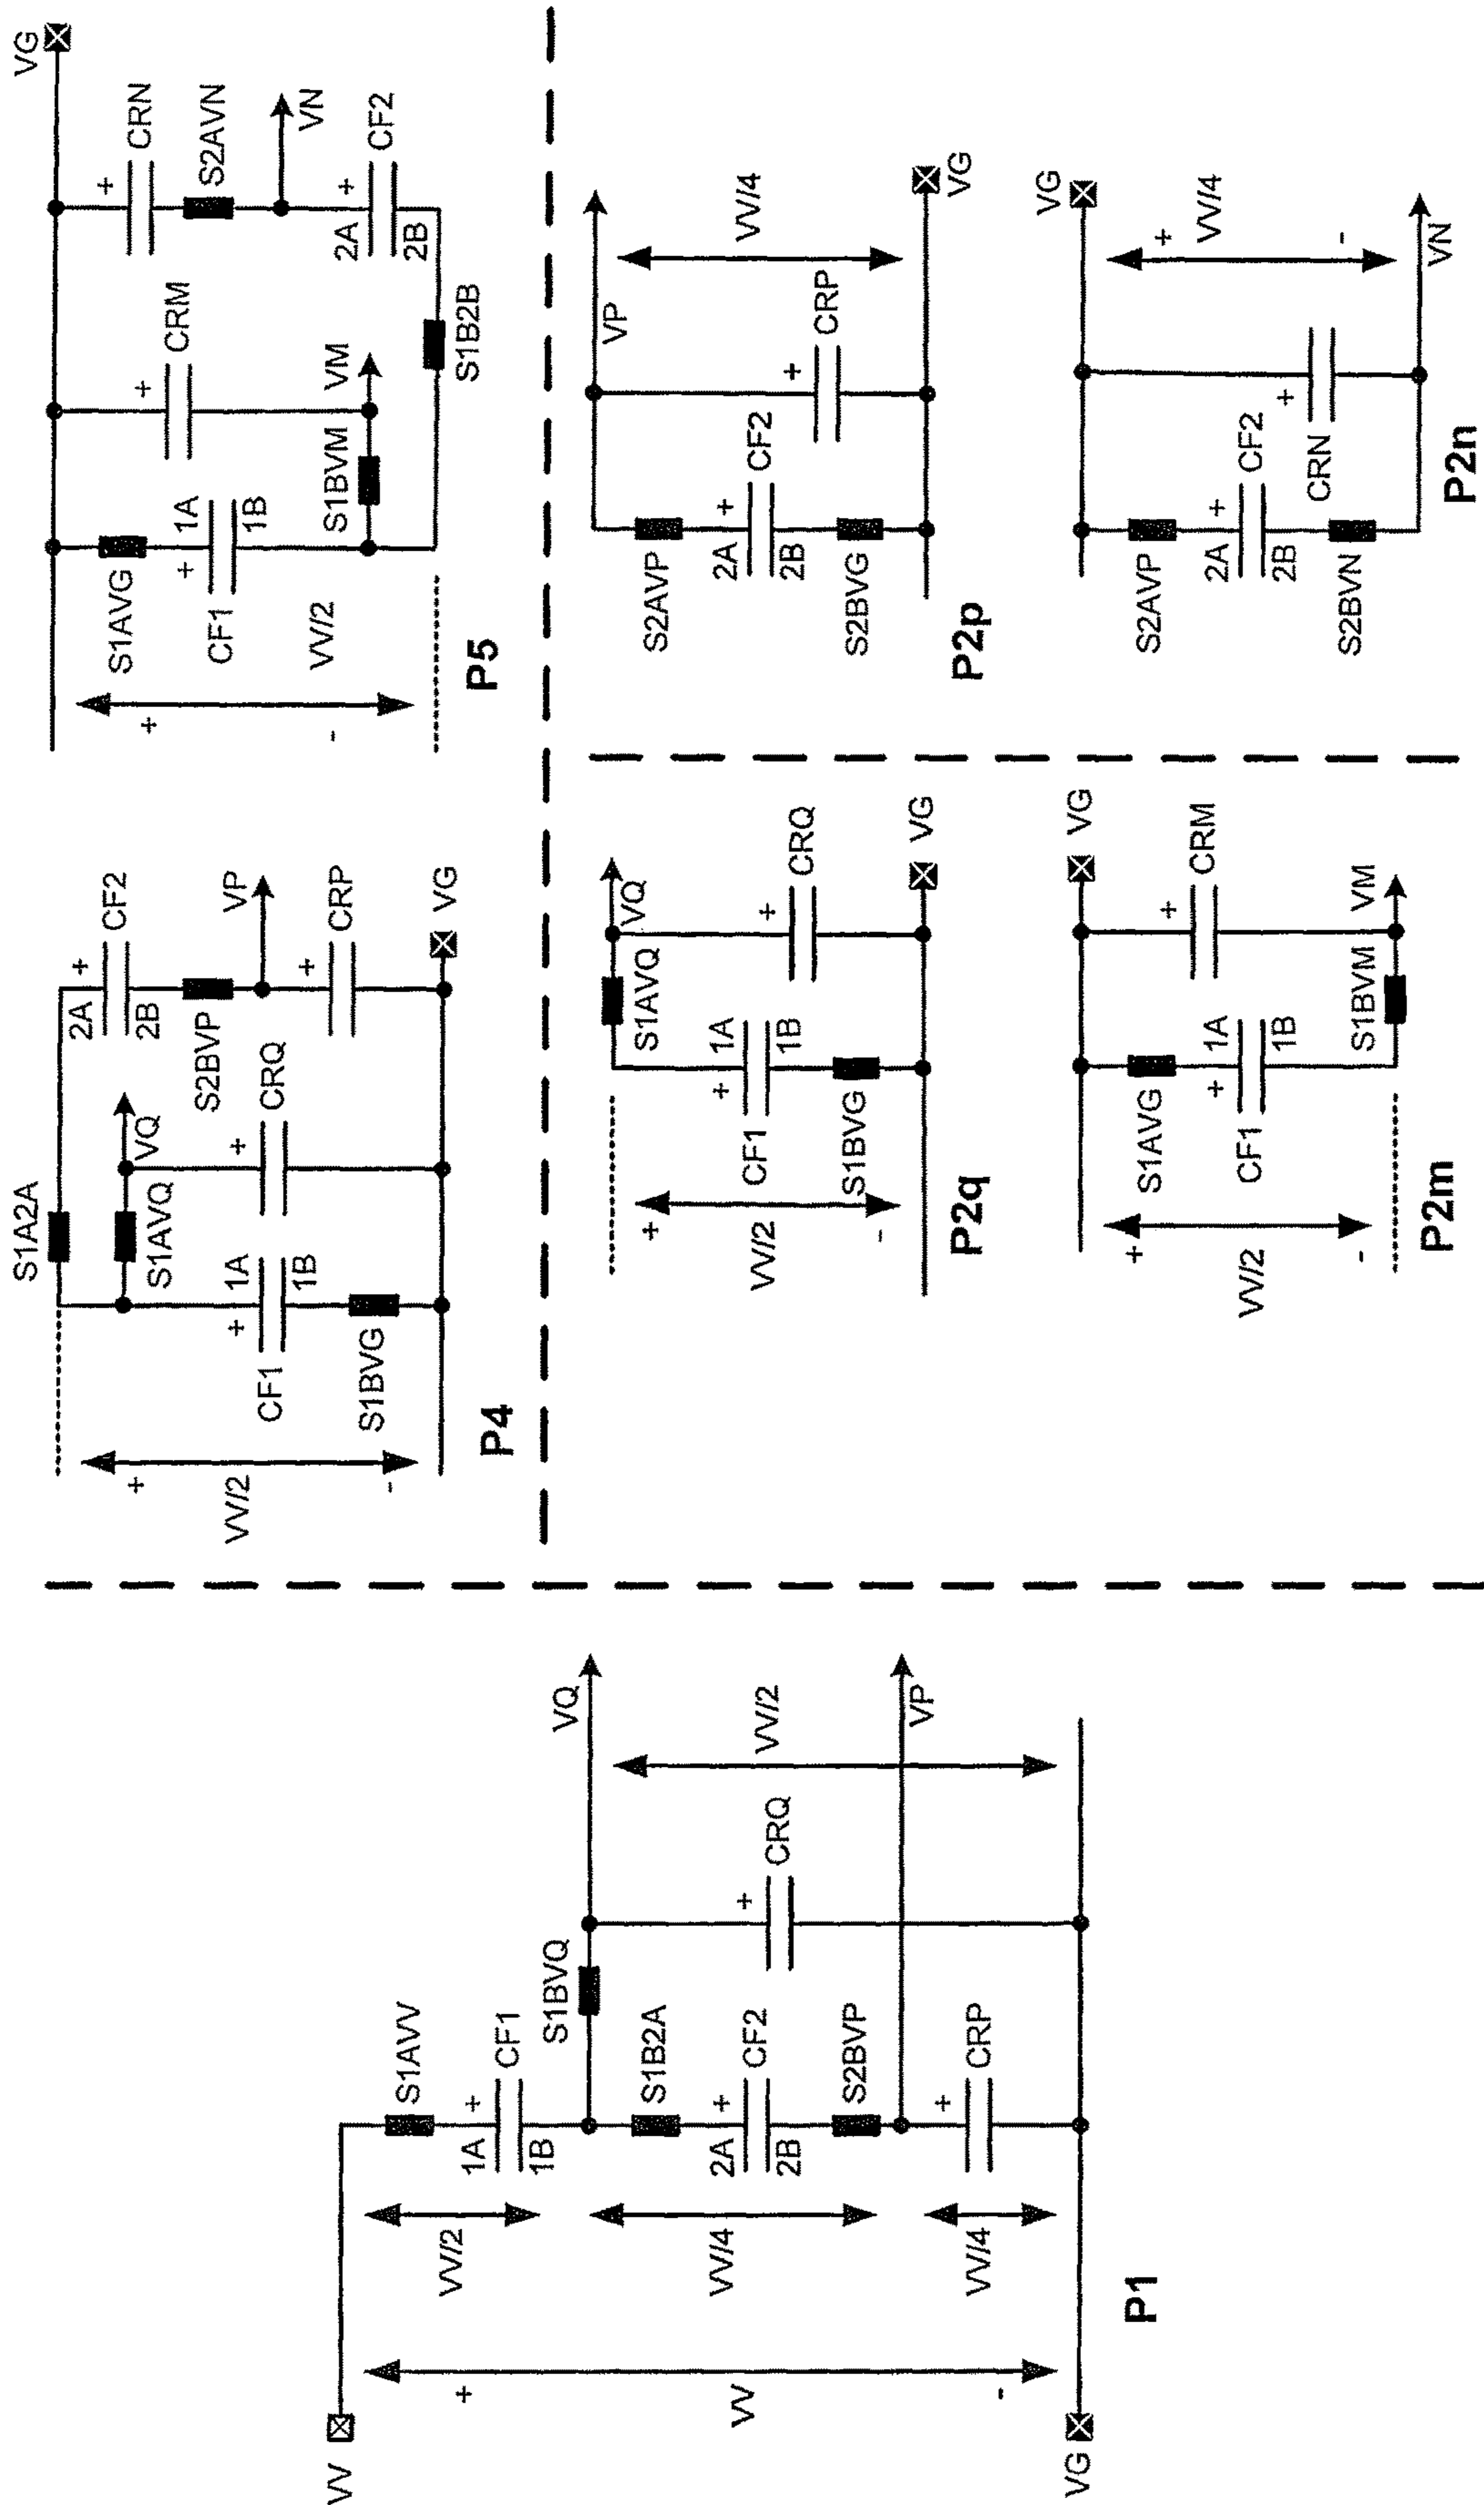 VV
VG
+
VV
-
P1
VV/2
VV/4
VV/4
S1AVV
1A
+
CF1
1B
S1BVQ
S1B2A
2A
+
CF2
2B
S2BVP
+
CRP
+
CRQ
VQ
VV/2
VP
+
VV/2
-
P4
S1A2A
S1AVQ
+
1A
CF1
1B
S1BVG
VQ
+
CRQ
2A
+
CF2
2B
S2BVP
VP
+
CRP
VG
+
-
P5
VV/2
S1AVG
+
1A
CF1
1B
S1BVM
+
CRM
VM
S1B2B
+
CRN
S2AVN
VN
2A
+
CF2
2B
VG
+
VV/2
-
P2q
S1AVQ
+
1A
CF1
1B
S1BVG
VQ
+
CRQ
VG
+
VV/2
-
P2m
S1AVG
+
1A
CF1
1B
S1BVM
+
CRM
VM
VG
P2p
S2AVP
2A
+
CF2
2B
S2BVG
VP
+
CRP
VV/4
VG
P2n
S2AVP
2A
+
CF2
2B
S2BVN
+
CRN
VG
+
VV/4
-
VN